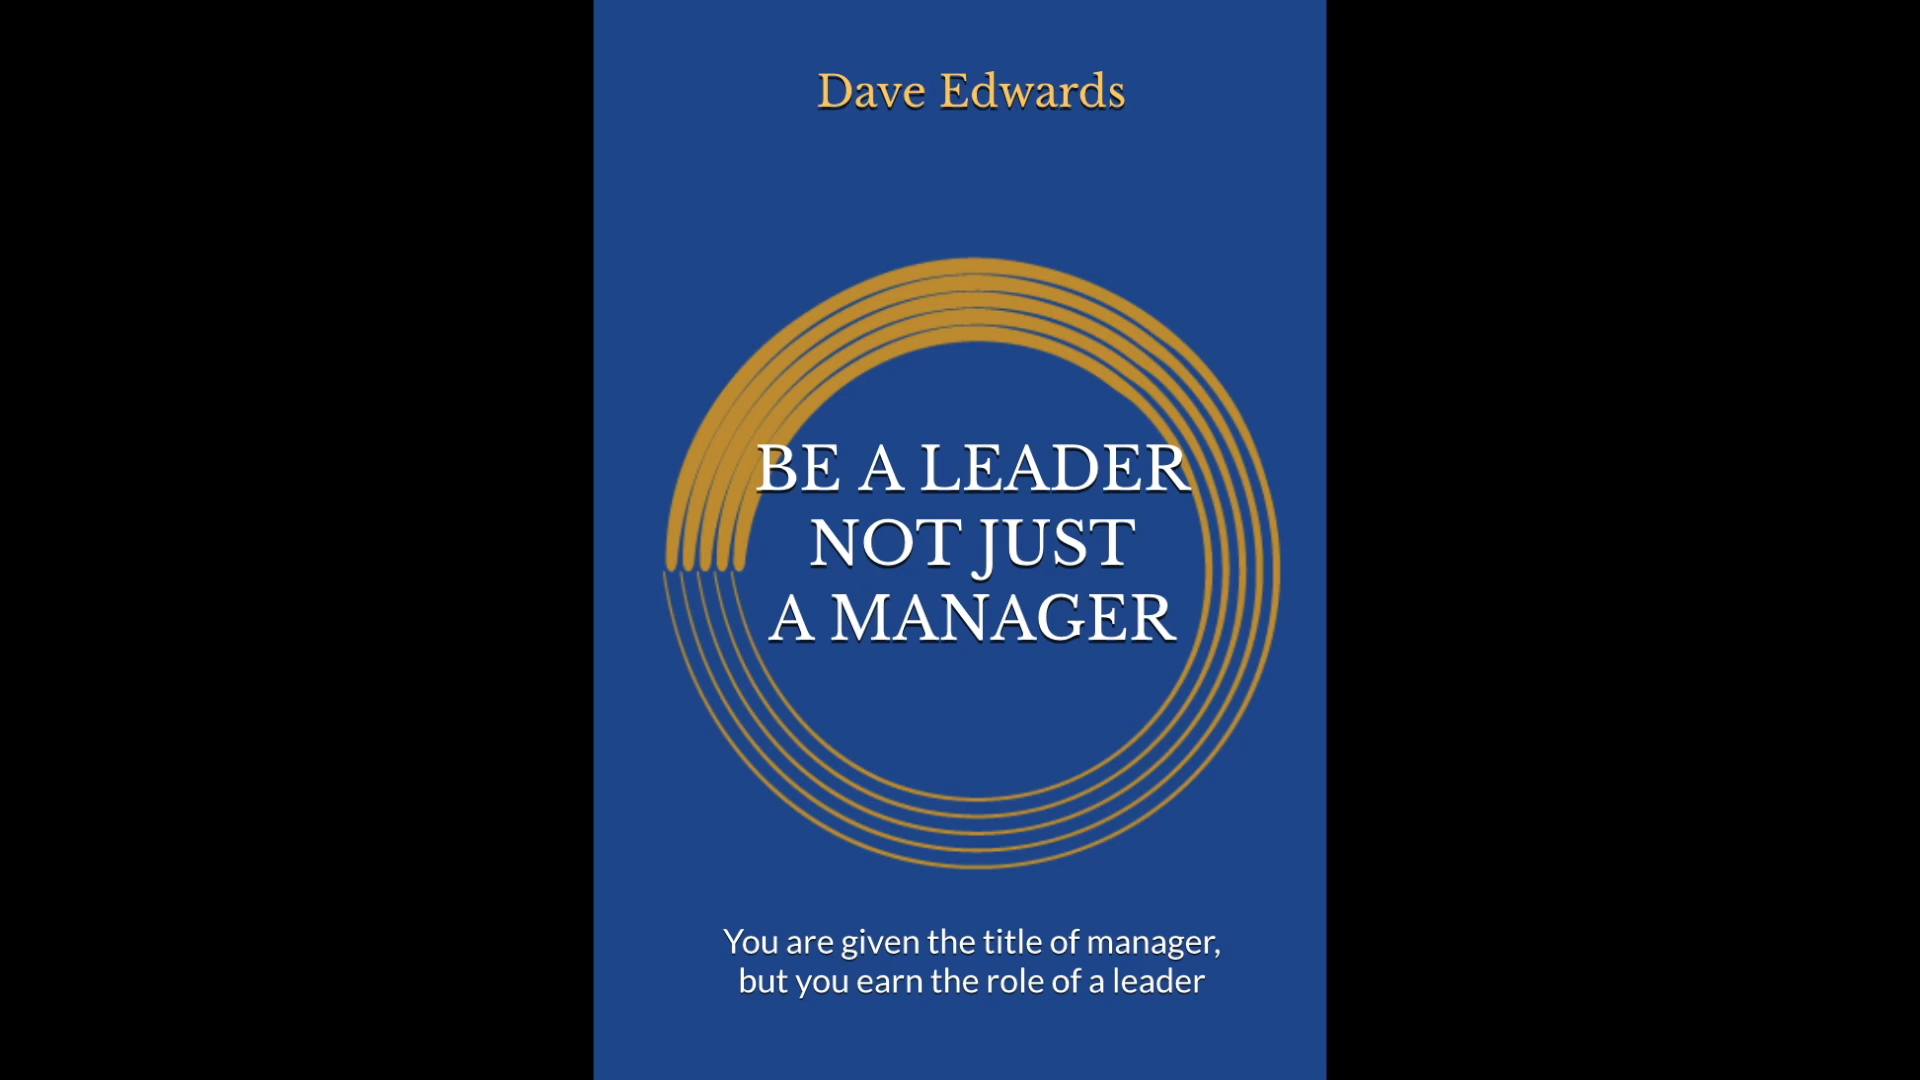 Dave Edwards
BE A LEADER
NOT JUST
A MANAGER
You are given the title of manager,
but you earn the role of a leader